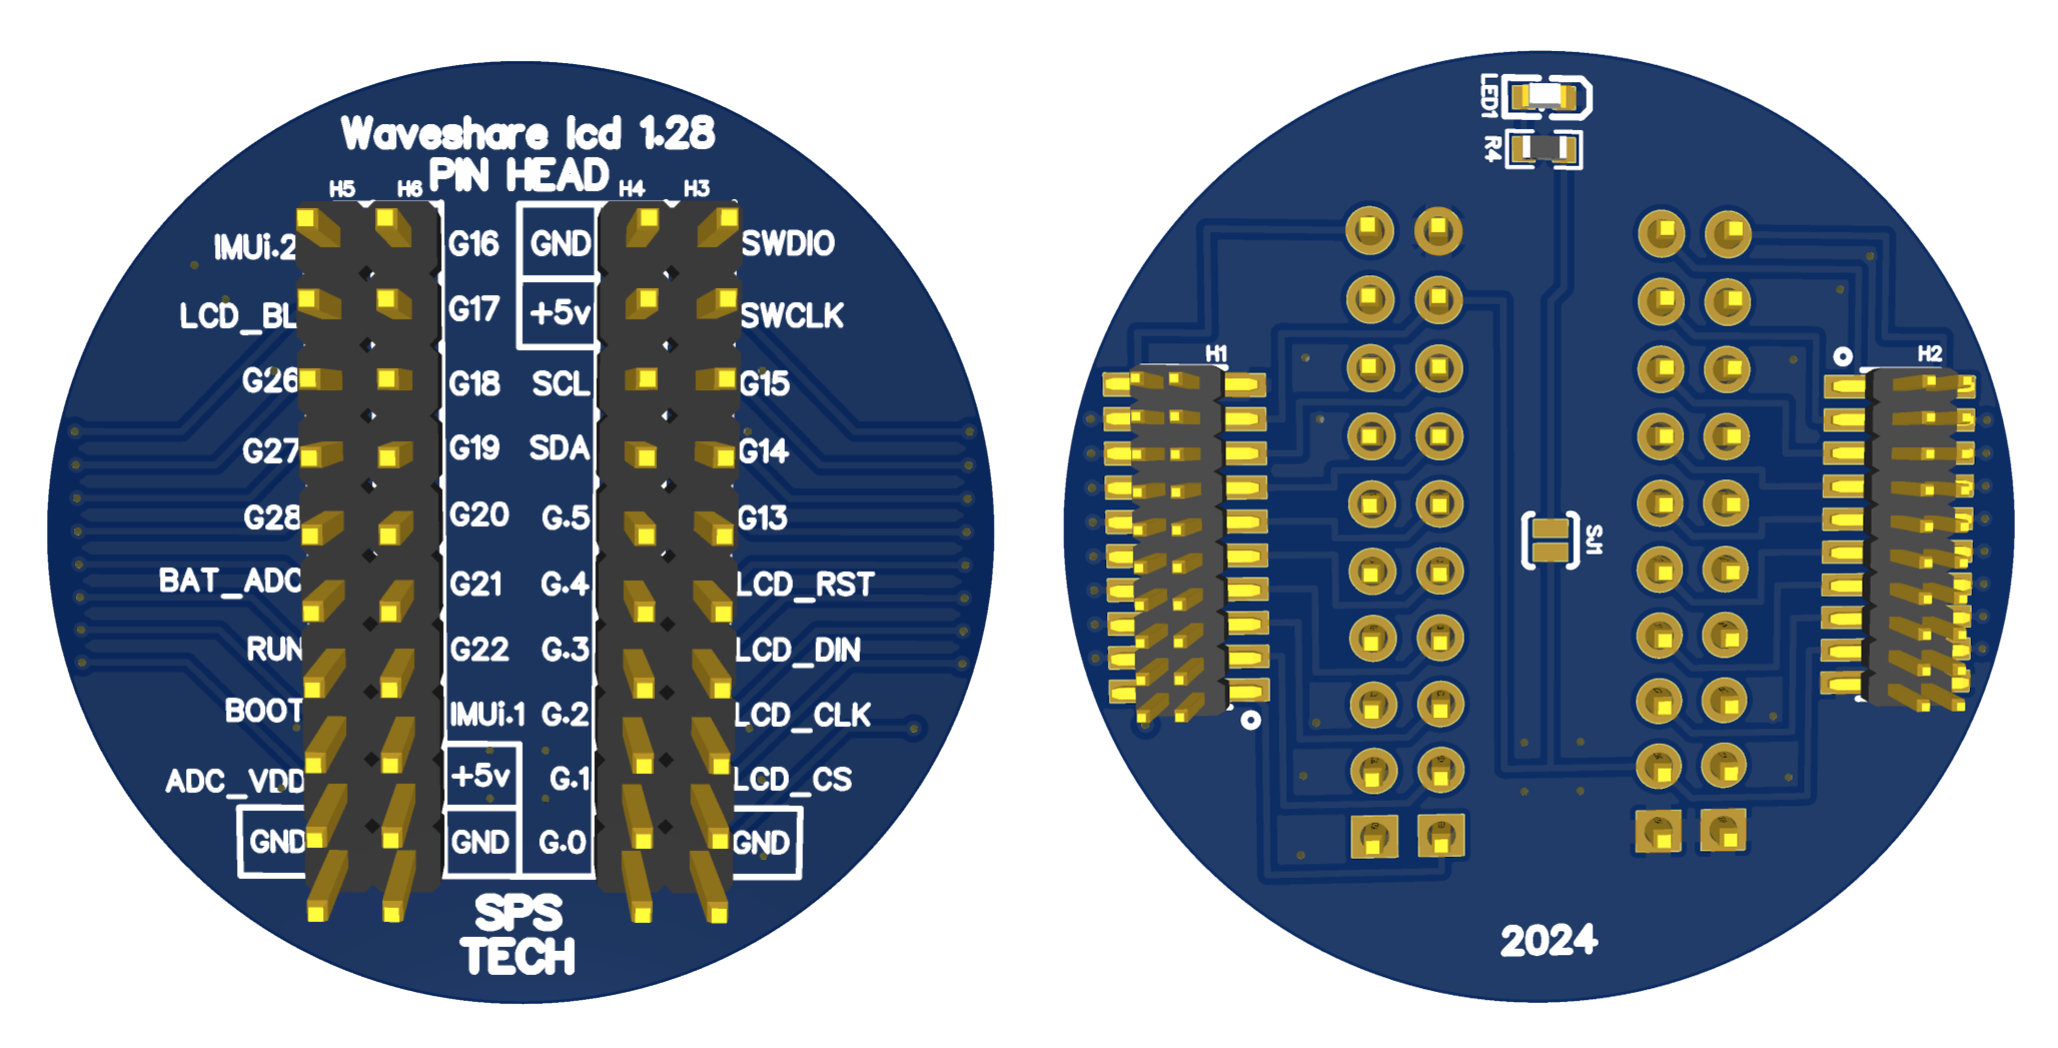 Waveshare lcd 1.28
PIN HEAD
H5 H6 H4 H3
IMUi.2 G16 GND SWDIO
LCD_BL G17 +5v SWCLK
G26 G18 SCL G15
G27 G19 SDA G14
G28 G20 G.5 G13
BAT_ADC G21 G.4 LCD_RST
RUN G22 G.3 LCD_DIN
BOOT IMUi.1 G.2 LCD_CLK
ADC_VDD +5v G.1 LCD_CS
GND GND G.0 GND
SPS
TECH
LED1
R4
H1 H2
SJ1
2024